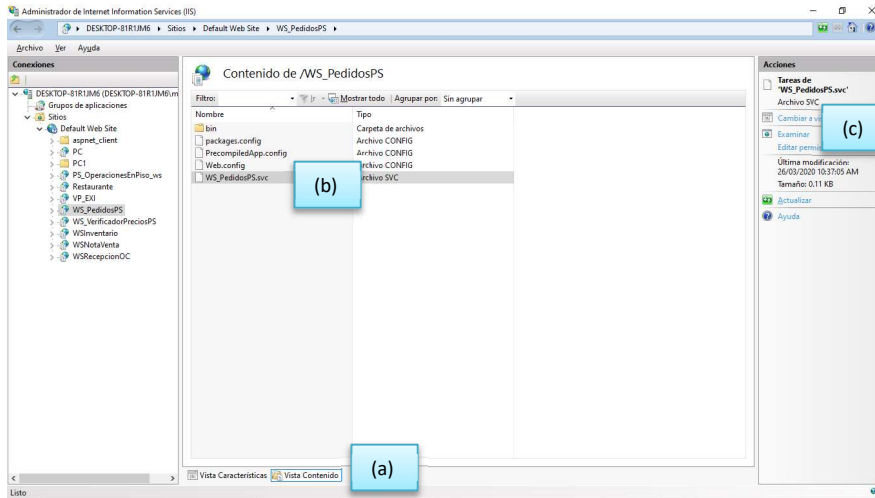 Administrador de Internet Information Services (IIS)
DESKTOP-81R1JM6 Sitios Default Web Site WS_PedidosPS
Archivo Ver Ayuda
Conexiones
DESKTOP-81R1JM6 (DESKTOP-81R1JM6\m
Grupos de aplicaciones
Sitios
Default Web Site
aspnet_client
PC
PC1
PS_OperacionesEnPiso_ws
Restaurante
VP_EXI
WS_PedidosPS
WS_VerificadorPreciosPS
WSInventario
WSNotaVenta
WSRecepcionOC
Contenido de /WS_PedidosPS
Filtro: Ir Mostrar todo Agrupar por: Sin agrupar
Nombre Tipo
bin Carpeta de archivos
packages.config Archivo CONFIG
PrecompiledApp.config Archivo CONFIG
Web.config Archivo CONFIG
WS_PedidosPS.svc Archivo SVC
(b)
Vista Características Vista Contenido
(a)
Acciones
Tareas de
'WS_PedidosPS.svc'
Archivo SVC
Cambiar a
Examinar
Editar
(c)
Última modificación:
26/03/2020 10:37:05 AM
Tamaño: 0.11 KB
Actualizar
Ayuda
Listo